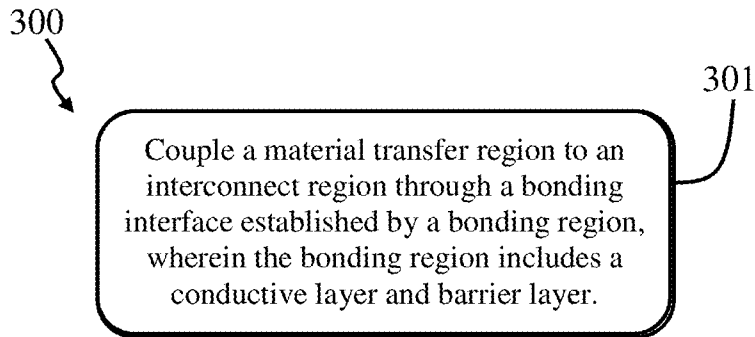 300
301
Couple a material transfer region to an
interconnect region through a bonding
interface established by a bonding region,
wherein the bonding region includes a
conductive layer and barrier layer.